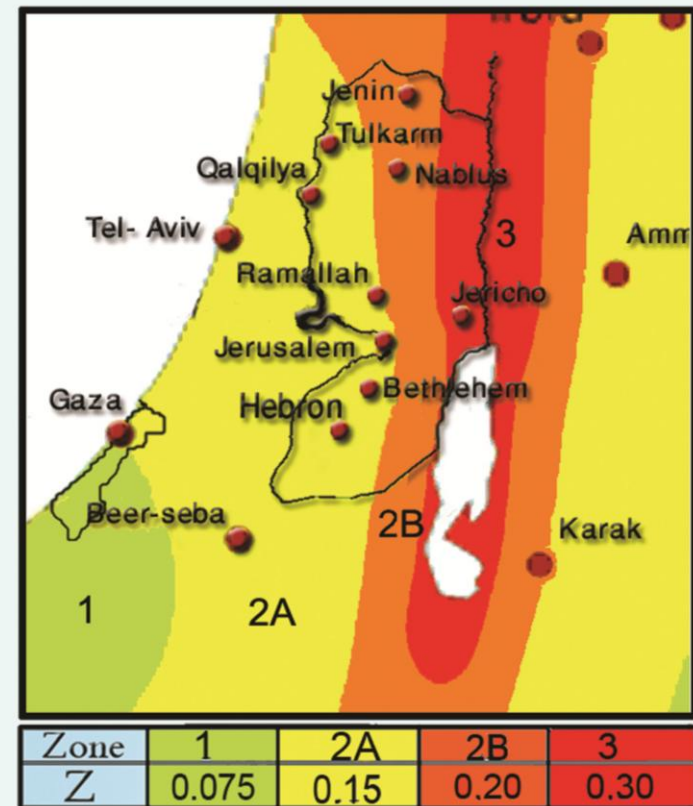 Jenin
Tulkarm
Qalqilya
Nablus
Tel- Aviv
3
Amm
Ramallah
Jericho
Jerusalem
Bethlehem
Gaza
Hebron
Beer-seba
2B
Karak
1
2A
Zone 1 2A 2B 3
Z 0.075 0.15 0.20 0.30